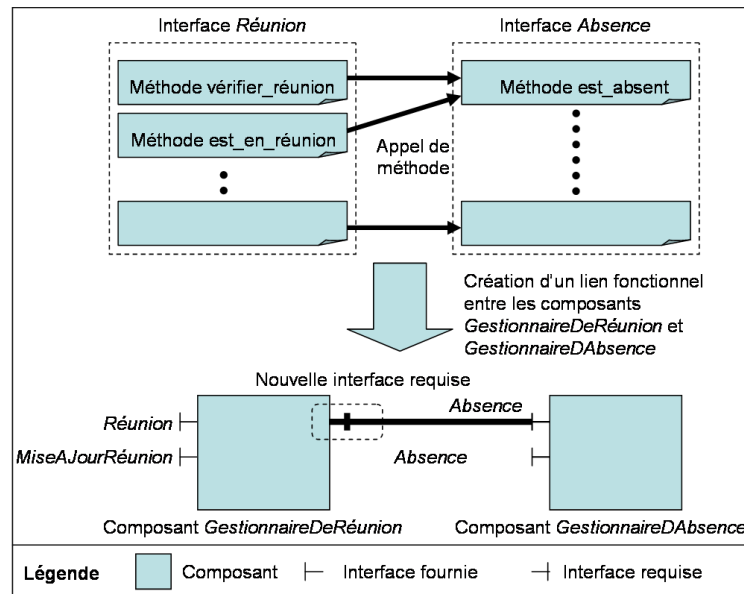 Interface Réunion
Interface Absence
Méthode vérifier_réunion
Méthode est_absent
Méthode est_en_réunion
Appel de
méthode
Création d'un lien fonctionnel
entre les composants
GestionnaireDeRéunion et
GestionnaireDAbsence
Nouvelle interface requise
Absence
Réunion
MiseAJourRéunion
Absence
Composant GestionnaireDeRéunion
Composant GestionnaireDAbsence
Légende
Composant
Interface fournie
Interface requise